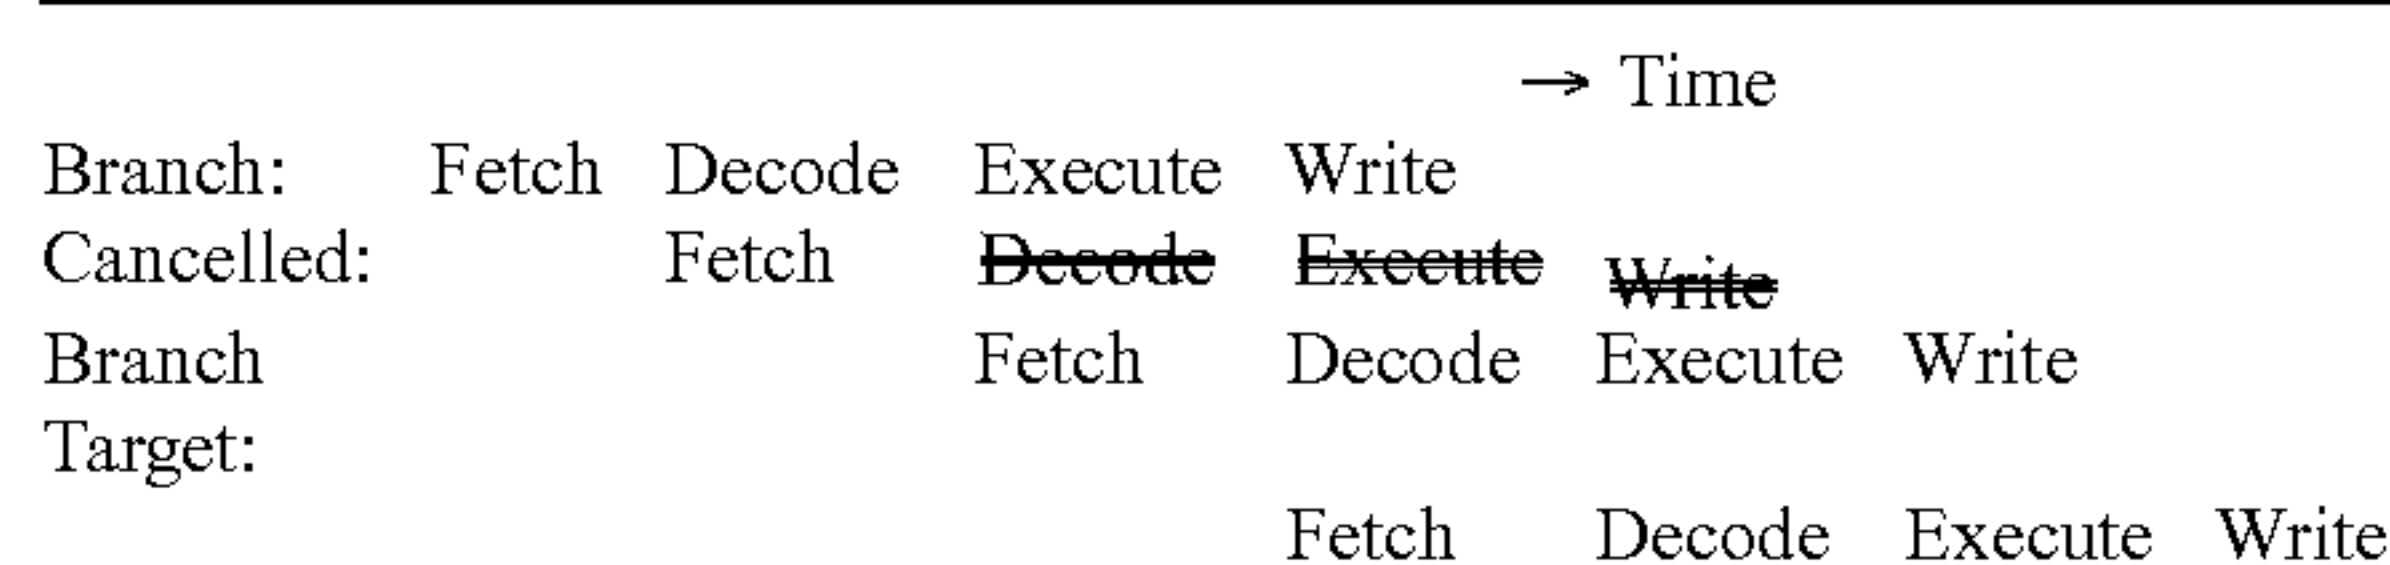 → Time
Branch: Fetch Decode Execute Write
Cancelled: Fetch Decode Execute Write
Branch Fetch Decode Execute Write
Target:
Fetch Decode Execute Write